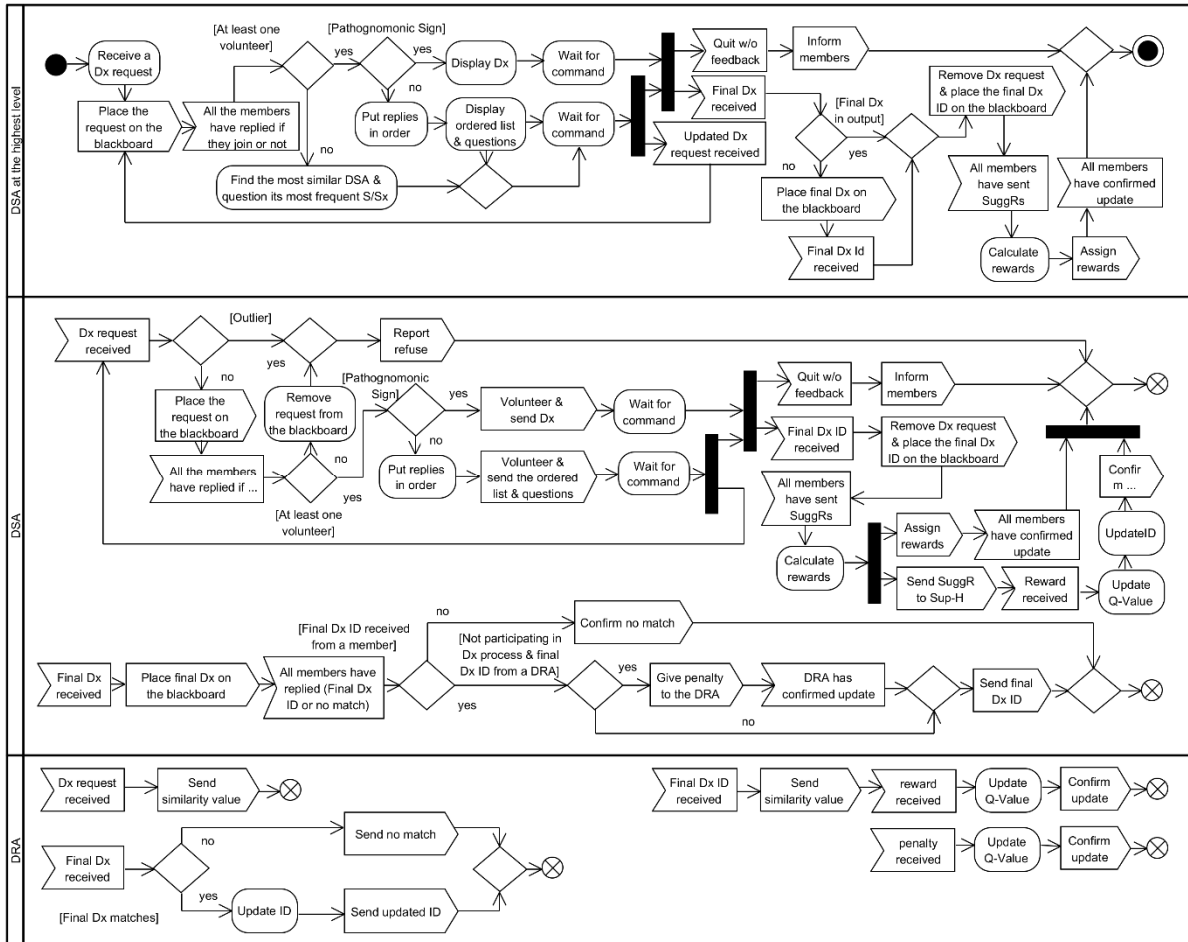 DSA at the highest level
Receive a
Dx request
Place the
request on the
blackboard
All the members
have replied if
they join or not
[At least one
volunteer]
yes
no
[Pathognomonic Sign]
yes
no
Display Dx
Wait for
command
Put replies
in order
Display
ordered list
& questions
Wait for
command
Find the most similar DSA &
question its most frequent S/Sx
Quit w/o
feedback
Inform
members
Final Dx
received
Updated Dx
request received
[Final Dx
in output]
yes
no
Place final Dx on
the blackboard
Final Dx Id
received
Remove Dx request
& place the final Dx
ID on the blackboard
All members
have sent
SuggRs
Calculate
rewards
Assign
rewards
All members
have confirmed
update
DSA
Dx request
received
[Outlier]
yes
no
Place the
request on
the blackboard
All the members
have replied if ...
Remove
request from
the blackboard
no
yes
[At least one
volunteer]
Report
refuse
[Pathognomonic
Sign]
yes
no
Volunteer &
send Dx
Wait for
command
Put replies
in order
Volunteer &
send the ordered
list & questions
Wait for
command
Quit w/o
feedback
Inform
members
Final Dx ID
received
Remove Dx request
& place the final Dx
ID on the blackboard
All members
have sent
SuggRs
Calculate
rewards
Assign
rewards
All members
have confirmed
update
Send SuggR
to Sup-H
Reward
received
Update
Q-Value
UpdateID
Confir
m ...
Final Dx
received
Place final Dx on
the blackboard
All members have
replied (Final Dx
ID or no match)
[Final Dx ID received
from a member]
no
yes
Confirm no match
[Not participating in
Dx process & final
Dx ID from a DRA]
yes
no
Give penalty
to the DRA
DRA has
confirmed update
Send final
Dx ID
DRA
Dx request
received
Send
similarity value
Final Dx
received
[Final Dx matches]
no
yes
Send no match
Update ID
Send updated ID
Final Dx ID
received
Send
similarity value
reward
received
Update
Q-Value
Confirm
update
penalty
received
Update
Q-Value
Confirm
update